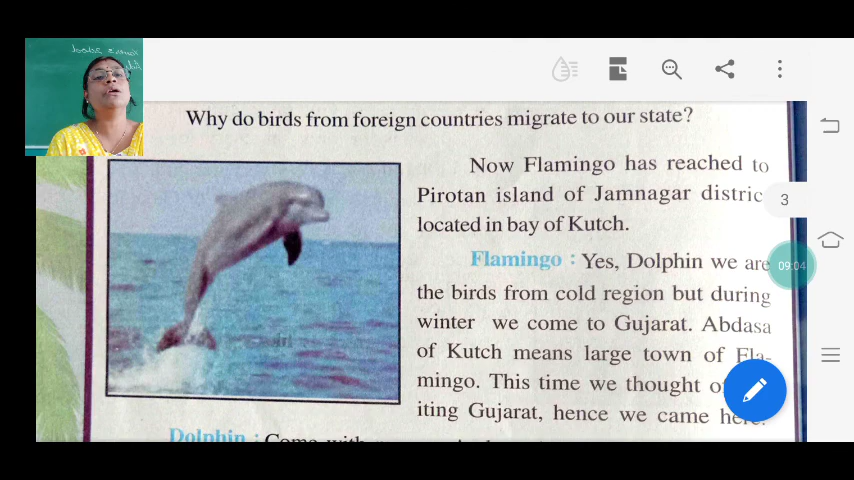 Why do birds from foreign countries migrate to our state?
Now Flamingo has reached to
Pirotan island of Jamnagar distric
located in bay of Kutch.
Flamingo : Yes, Dolphin we are
the birds from cold region but during
winter we come to Gujarat. Abdasa
of Kutch means large town of Fla-
mingo. This time we thought
iting Gujarat, hence we came here.
Dolphin : Come with
3
09:04